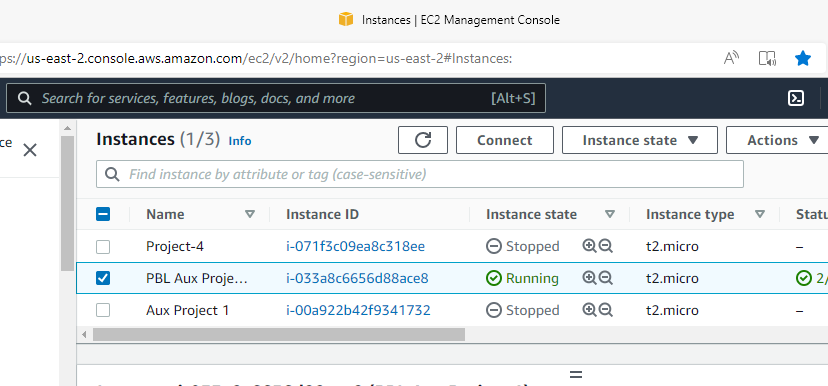 Instances | EC2 Management Console
ps://us-east-2.console.aws.amazon.com/ec2/v2/home?region=us-east-2#Instances:
Search for services, features, blogs, docs, and more [Alt+S]
ce
Instances (1/3) Info Connect Instance state Actions
Find instance by attribute or tag (case-sensitive)
Name Instance ID Instance state Instance type Statu
Project-4 i-071f3c09ea8c318ee Stopped t2.micro –
PBL Aux Proje... i-033a8c6656d88ace8 Running t2.micro 2/
Aux Project 1 i-00a922b42f9341732 Stopped t2.micro –